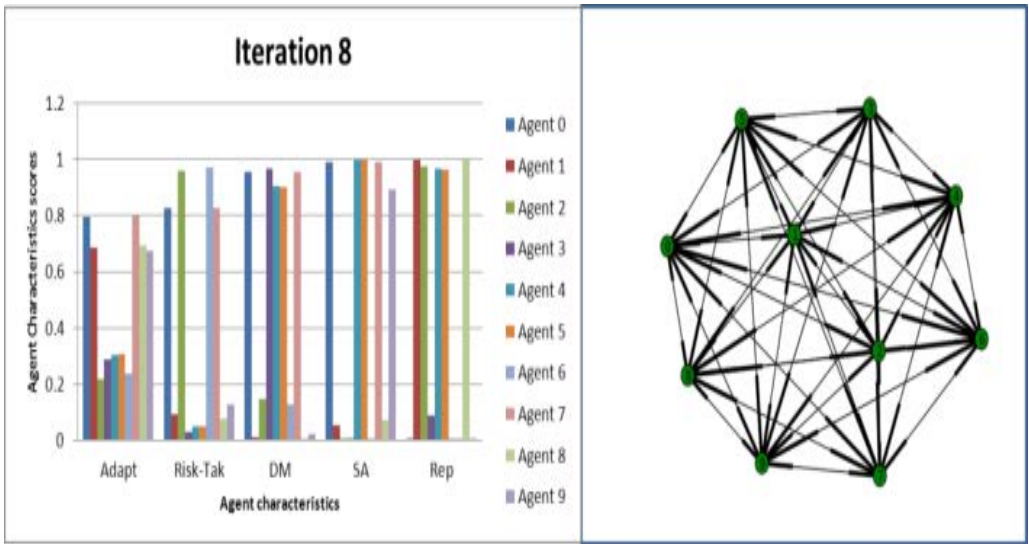 Iteration 8
Agent Characteristics scores
1.2
1
0.8
0.6
0.4
0.2
0
Adapt Risk-Tak DM SA Rep
Agent characteristics
Agent 0
Agent 1
Agent 2
Agent 3
Agent 4
Agent 5
Agent 6
Agent 7
Agent 8
Agent 9